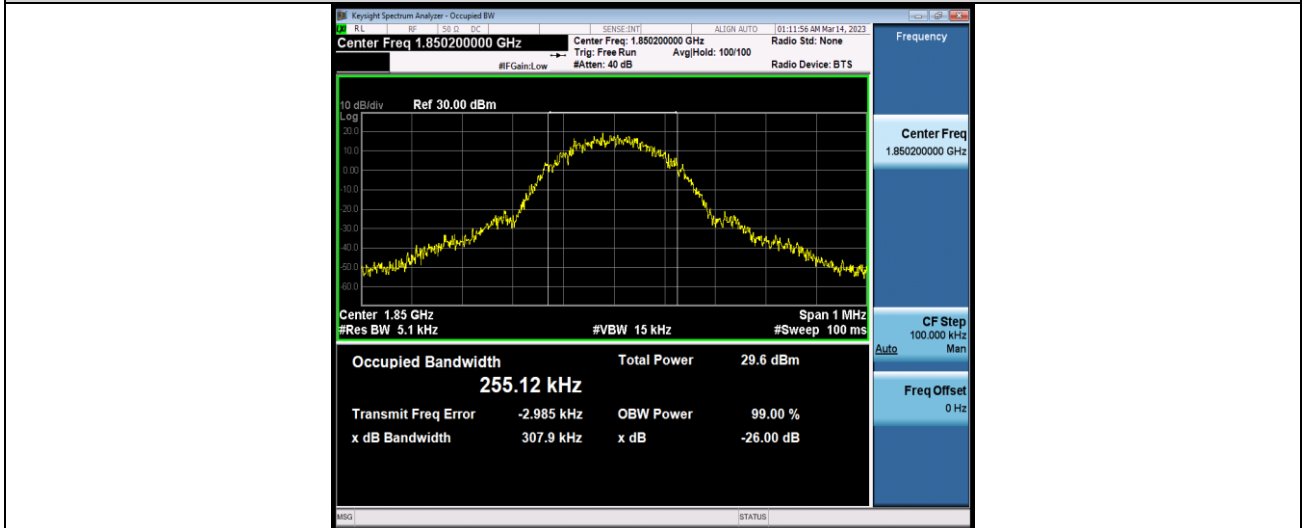 Keysight Spectrum Analyzer - Occupied BW
RL RF 50 Ω DC SENSE:INT ALIGN AUTO 01:11:56 AM Mar 14, 2023
Center Freq 1.850200000 GHz
Center Freq: 1.850200000 GHz Radio Std: None
Trig: Free Run Avg|Hold: 100/100
#IFGain:Low #Atten: 40 dB Radio Device: BTS
Frequency
10 dB/div Ref 30.00 dBm
Log
20.0
10.0
0.00
-10.0
-20.0
-30.0
-40.0
-50.0
-60.0
Center 1.85 GHz Span 1 MHz
#Res BW 5.1 kHz #VBW 15 kHz #Sweep 100 ms
Occupied Bandwidth Total Power 29.6 dBm
255.12 kHz
Transmit Freq Error -2.985 kHz OBW Power 99.00 %
x dB Bandwidth 307.9 kHz x dB -26.00 dB
Center Freq
1.850200000 GHz
CF Step
100.000 kHz
Auto Man
Freq Offset
0 Hz
MSG STATUS